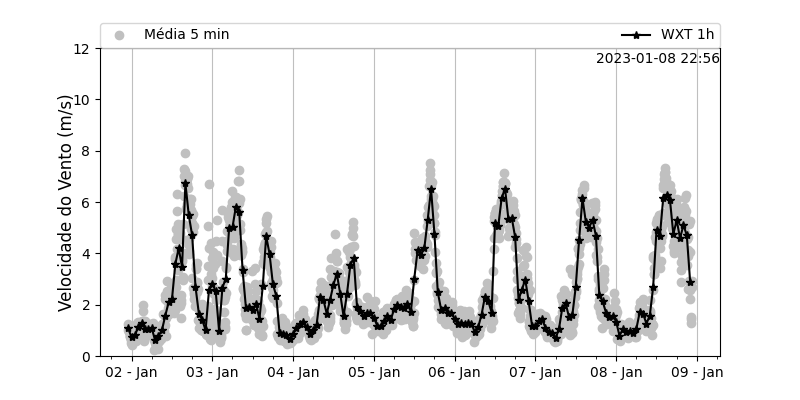 Média 5 min
WXT 1h
2023-01-08 22:56
Velocidade do Vento (m/s)
12
10
8
6
4
2
0
02 - Jan
03 - Jan
04 - Jan
05 - Jan
06 - Jan
07 - Jan
08 - Jan
09 - Jan